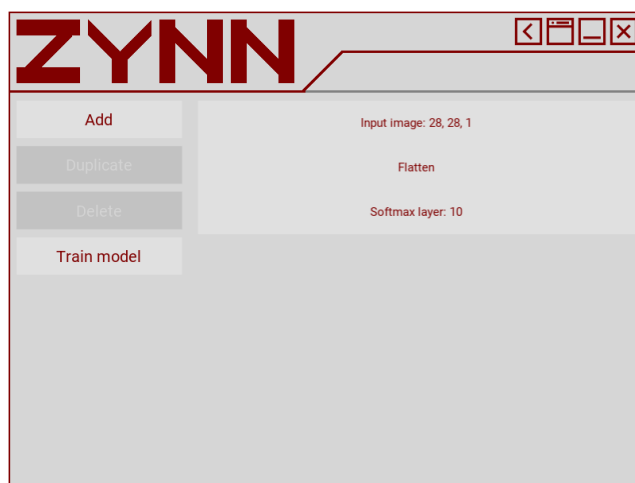 ZYNN
Add
Duplicate
Delete
Train model
Input image: 28, 28, 1
Flatten
Softmax layer: 10